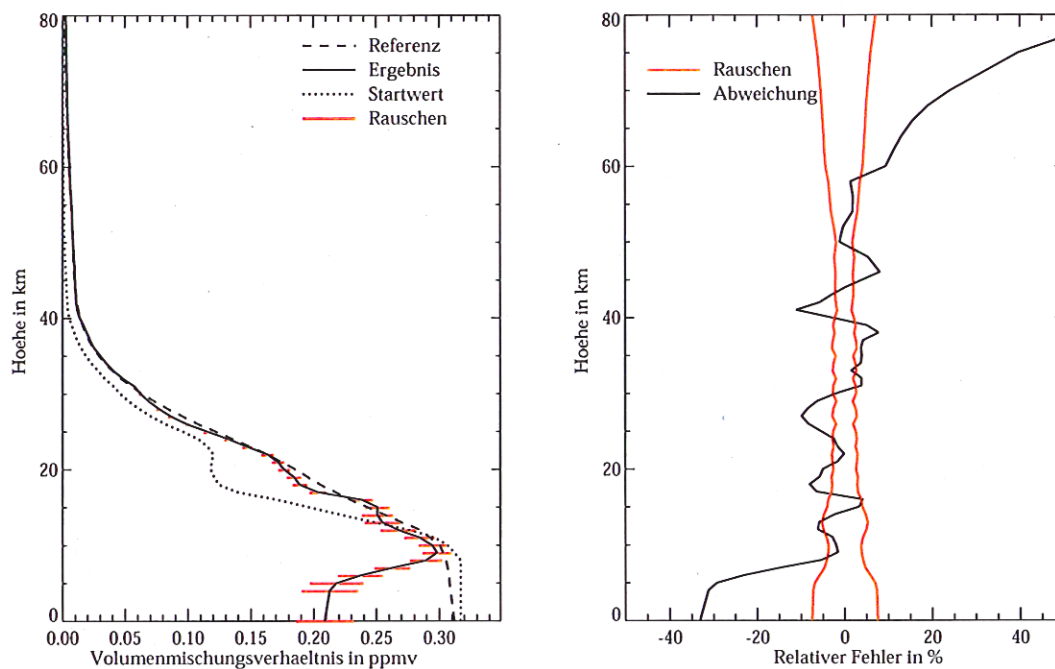 80
60
40
20
0
Hoehe in km
Referenz
Ergebnis
Startwert
Rauschen
0.00 0.05 0.10 0.15 0.20 0.25 0.30
Volumenmischungsverhaeltnis in ppmv
80
60
40
20
0
Hoehe in km
Rauschen
Abweichung
-40 -20 0 20 40
Relativer Fehler in %